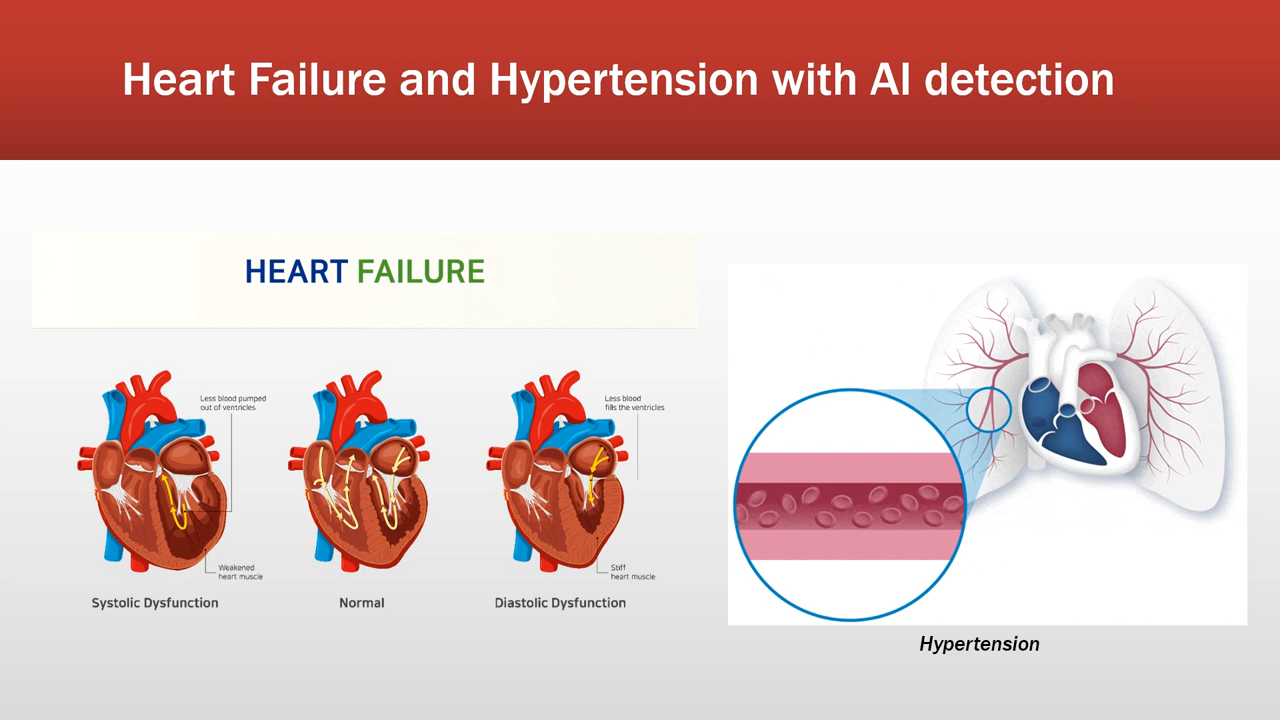 Heart Failure and Hypertension with AI detection
HEART FAILURE
Less blood pumped
out of ventricles
Weakened
heart muscle
Systolic Dysfunction
Normal
Less blood
fills the ventricles
Stiff
heart muscle
Diastolic Dysfunction
Hypertension